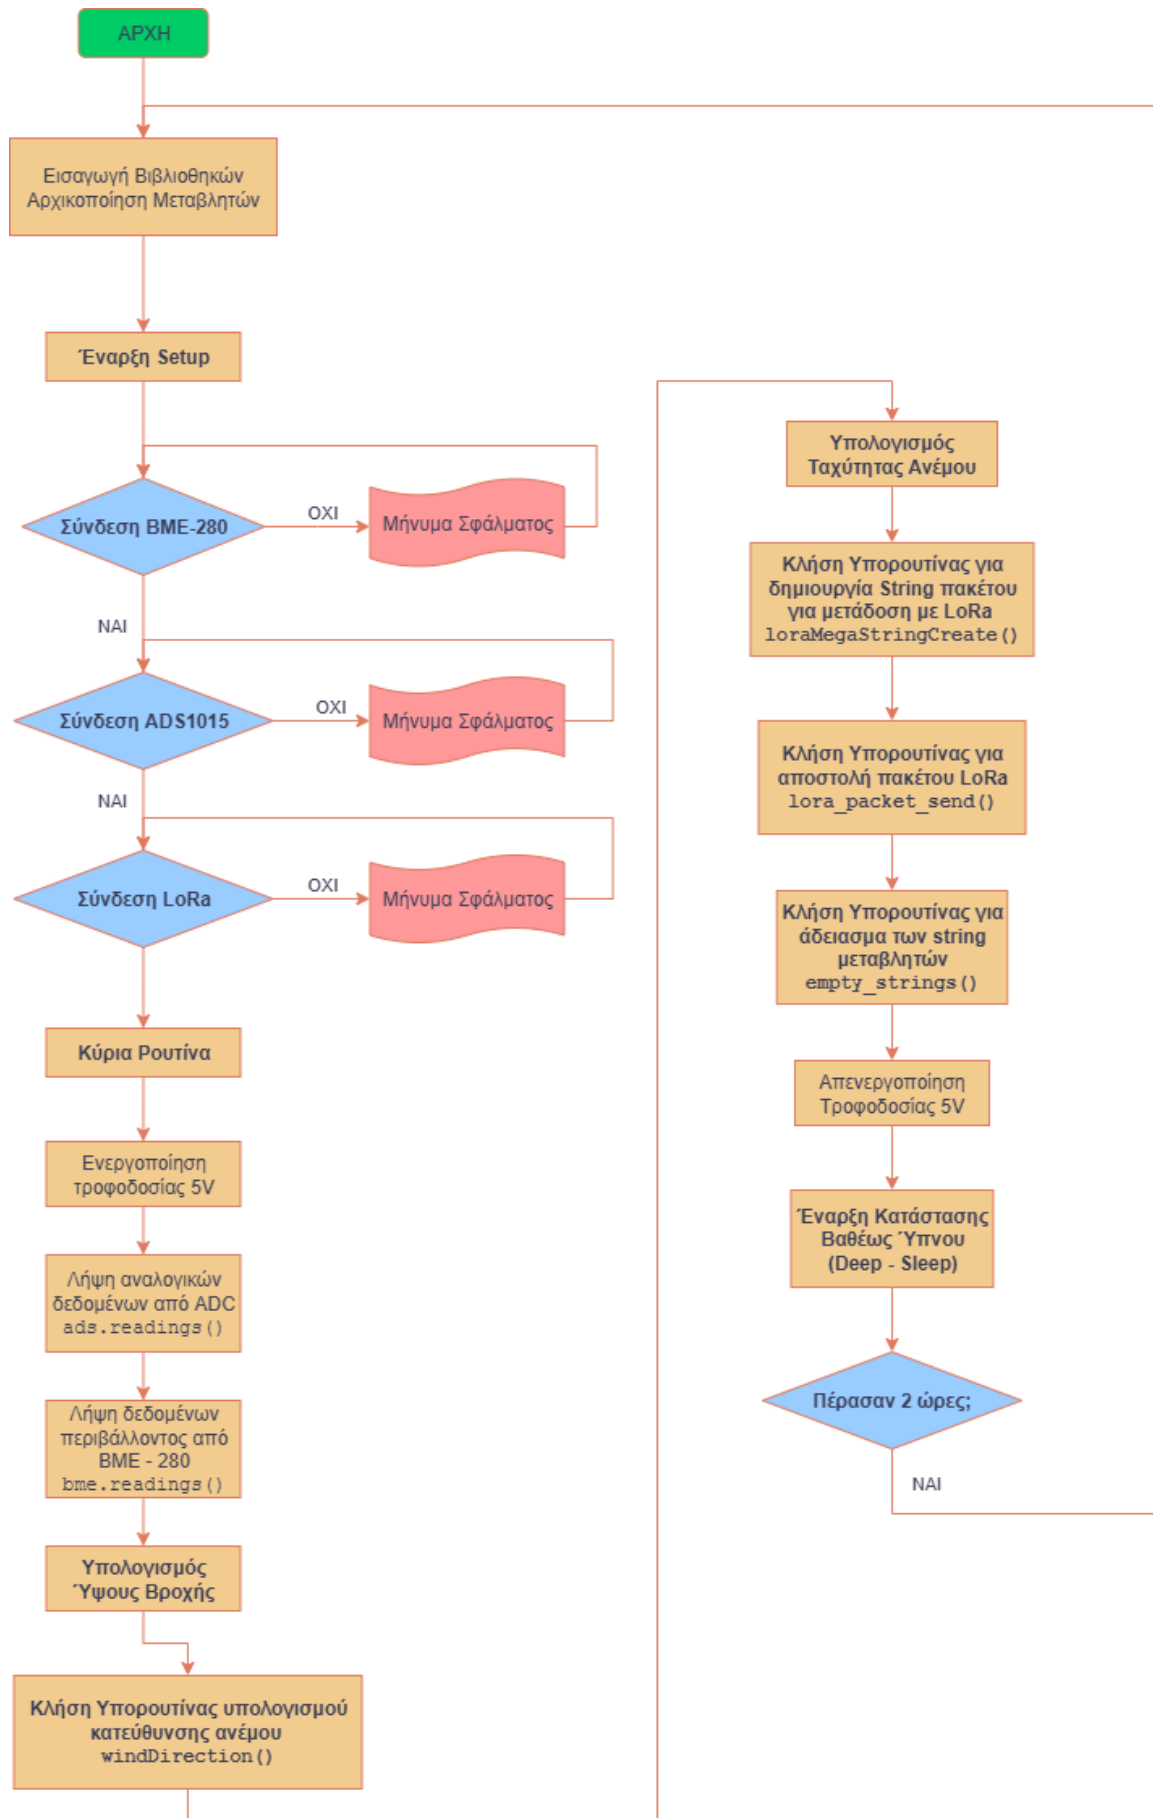 ΑΡΧΗ
Εισαγωγή Βιβλιοθηκών
Αρχικοποίηση Μεταβλητών
Έναρξη Setup
Σύνδεση BME-280
ΟΧΙ
Μήνυμα Σφάλματος
ΝΑΙ
Σύνδεση ADS1015
ΟΧΙ
Μήνυμα Σφάλματος
ΝΑΙ
Σύνδεση LoRa
ΟΧΙ
Μήνυμα Σφάλματος
Κύρια Ρουτίνα
Ενεργοποίηση
τροφοδοσίας 5V
Λήψη αναλογικών
δεδομένων από ADC
ads.readings()
Λήψη δεδομένων
περιβάλλοντος από
BME - 280
bme.readings()
Υπολογισμός
Ύψους Βροχής
Κλήση Υπορουτίνας υπολογισμού
κατεύθυνσης ανέμου
windDirection()
Υπολογισμός
Ταχύτητας Ανέμου
Κλήση Υπορουτίνας για
δημιουργία String πακέτου
για μετάδοση με LoRa
loraMegaStringCreate()
Κλήση Υπορουτίνας για
αποστολή πακέτου LoRa
lora_packet_send()
Κλήση Υπορουτίνας για
άδειασμα των string
μεταβλητών
empty_strings()
Απενεργοποίηση
Τροφοδοσίας 5V
Έναρξη Κατάστασης
Βαθέως Ύπνου
(Deep - Sleep)
Πέρασαν 2 ώρες;
ΝΑΙ